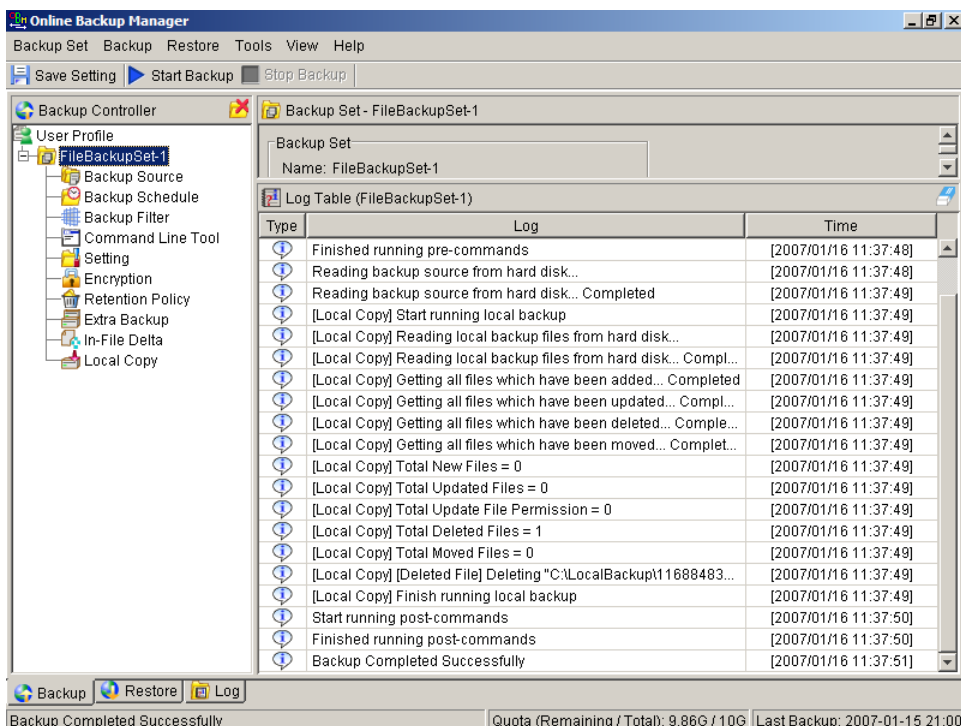 Online Backup Manager
Backup Set Backup Restore Tools View Help
Save Setting Start Backup Stop Backup
Backup Controller
User Profile
FileBackupSet-1
Backup Source
Backup Schedule
Backup Filter
Command Line Tool
Setting
Encryption
Retention Policy
Extra Backup
In-File Delta
Local Copy
Backup Set - FileBackupSet-1
Backup Set
Name: FileBackupSet-1
Log Table (FileBackupSet-1)
Type Log Time
Finished running pre-commands [2007/01/16 11:37:48]
Reading backup source from hard disk... [2007/01/16 11:37:48]
Reading backup source from hard disk... Completed [2007/01/16 11:37:49]
[Local Copy] Start running local backup [2007/01/16 11:37:49]
[Local Copy] Reading local backup files from hard disk... [2007/01/16 11:37:49]
[Local Copy] Reading local backup files from hard disk... Compl... [2007/01/16 11:37:49]
[Local Copy] Getting all files which have been added... Completed [2007/01/16 11:37:49]
[Local Copy] Getting all files which have been updated... Compl... [2007/01/16 11:37:49]
[Local Copy] Getting all files which have been deleted... Comple... [2007/01/16 11:37:49]
[Local Copy] Getting all files which have been moved... Complet... [2007/01/16 11:37:49]
[Local Copy] Total New Files = 0 [2007/01/16 11:37:49]
[Local Copy] Total Updated Files = 0 [2007/01/16 11:37:49]
[Local Copy] Total Update File Permission = 0 [2007/01/16 11:37:49]
[Local Copy] Total Deleted Files = 1 [2007/01/16 11:37:49]
[Local Copy] Total Moved Files = 0 [2007/01/16 11:37:49]
[Local Copy] [Deleted File] Deleting "C:\LocalBackup\11688483... [2007/01/16 11:37:49]
[Local Copy] Finish running local backup [2007/01/16 11:37:49]
Start running post-commands [2007/01/16 11:37:50]
Finished running post-commands [2007/01/16 11:37:50]
Backup Completed Successfully [2007/01/16 11:37:51]
Backup Restore Log
Backup Completed Successfully Quota (Remaining / Total): 9.86G / 10G Last Backup: 2007-01-15 21:00